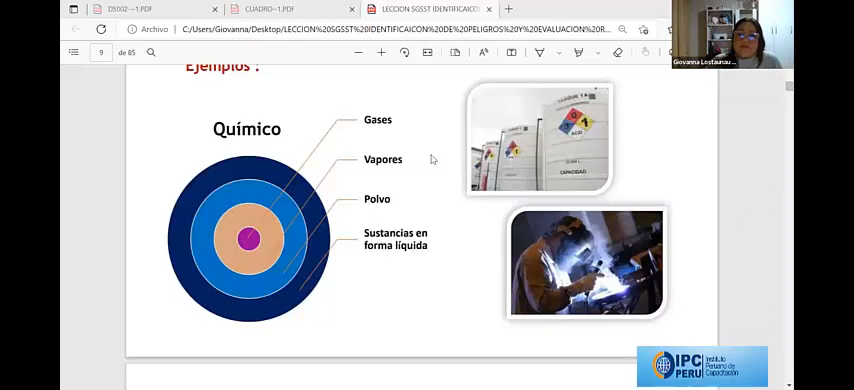 DS002~1.PDF
CUADRO~1.PDF
LECCION SGSST IDENTIFICAICON
Archivo
C:/Users/Giovanna/Desktop/LECCION%20SGSST%20IDENTIFICAICON%20DE%20PELIGROS%20Y%20EVALUACION%20R...
9 de 85
Giovanna Lostaunau ...
Ejemplos :
Químico
Gases
Vapores
Polvo
Sustancias en
forma líquida
CAPACIDAD
IPC
PERU
Instituto
Peruano de
Capacitación